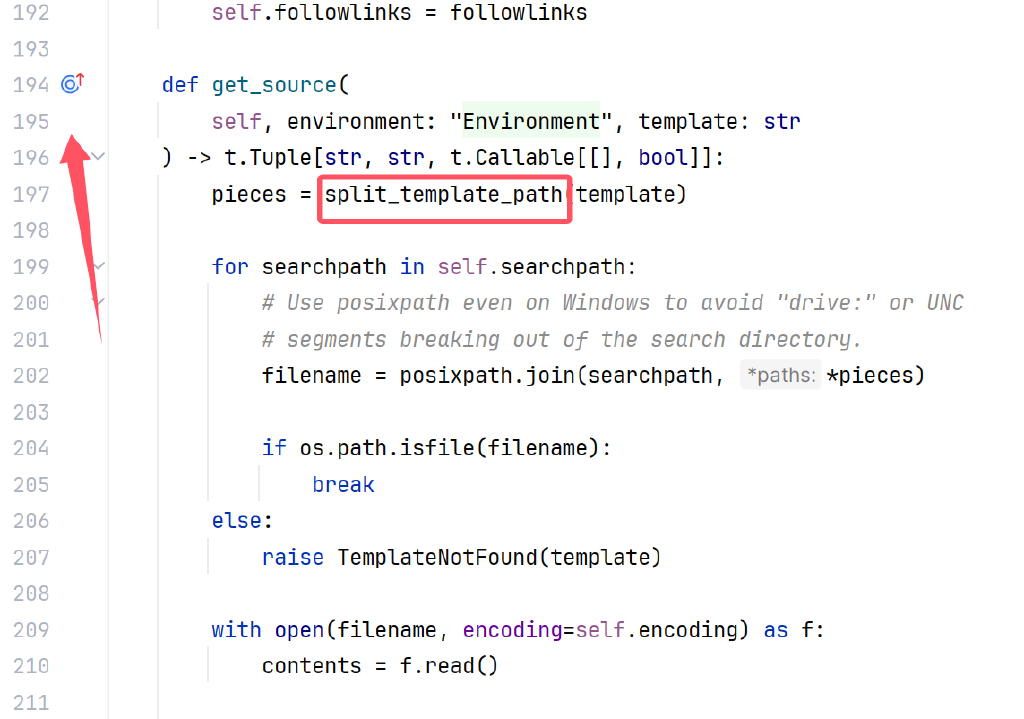 192 self.followlinks = followlinks
193
194 def get_source(
195 self, environment: "Environment", template: str
196 ) -> t.Tuple[str, str, t.Callable[[], bool]]:
197 pieces = split_template_path(template)
198
199 for searchpath in self.searchpath:
200 # Use posixpath even on Windows to avoid "drive:" or UNC
201 # segments breaking out of the search directory.
202 filename = posixpath.join(searchpath, *paths: *pieces)
203
204 if os.path.isfile(filename):
205 break
206 else:
207 raise TemplateNotFound(template)
208
209 with open(filename, encoding=self.encoding) as f:
210 contents = f.read()
211